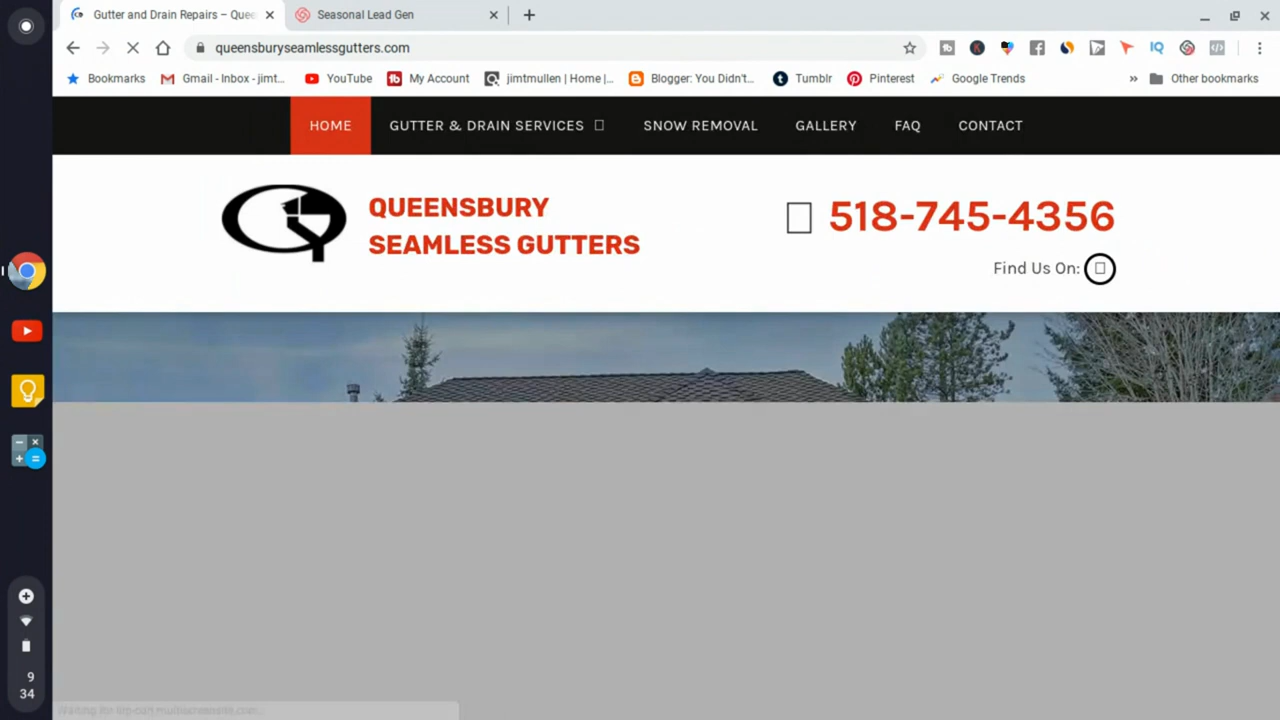 Gutter and Drain Repairs – Quee
Seasonal Lead Gen
queensburyseamlessgutters.com
Bookmarks
Gmail - Inbox - jimt...
YouTube
My Account
jimtmullen | Home |...
Blogger: You Didn't...
Tumblr
Pinterest
Google Trends
Other bookmarks
HOME
GUTTER & DRAIN SERVICES
SNOW REMOVAL
GALLERY
FAQ
CONTACT
QUEENSBURY
SEAMLESS GUTTERS
518-745-4356
Find Us On:
9
34